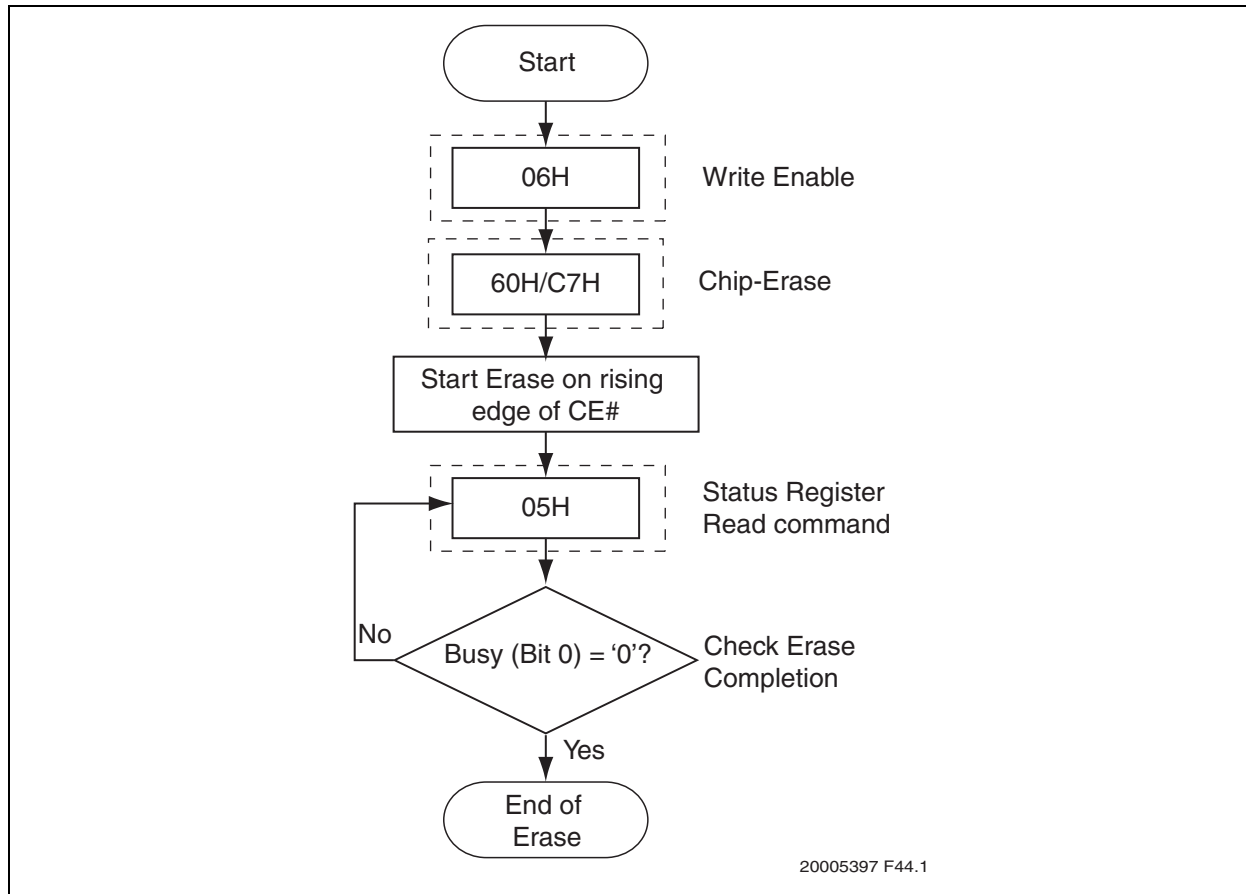 Start
06H
Write Enable
60H/C7H
Chip-Erase
Start Erase on rising
edge of CE#
05H
Status Register
Read command
No
Busy (Bit 0) = ‘0’?
Check Erase
Completion
Yes
End of
Erase
20005397 F44.1